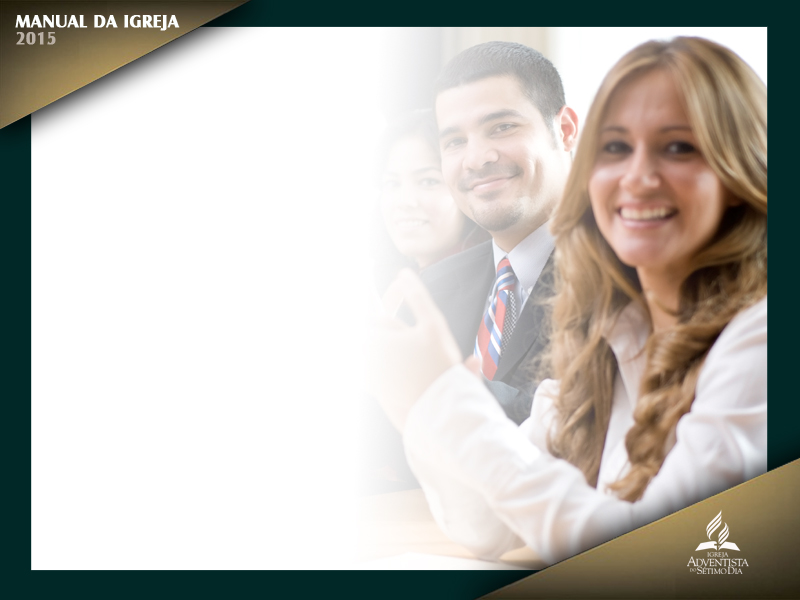 MANUAL DA IGREJA
2015
IGREJA
ADVENTISTA
DO SÉTIMO DIA